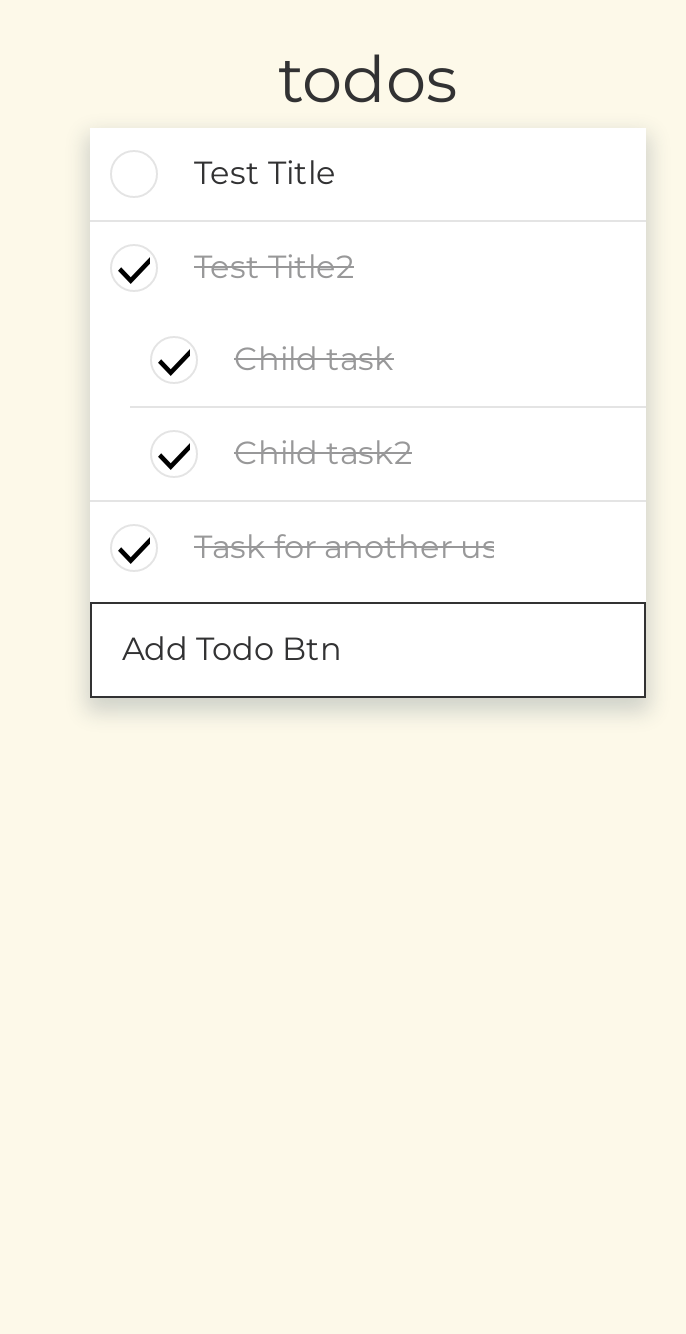 todos
Test Title
Test Title2
Child task
Child task2
Task for another us
Add Todo Btn